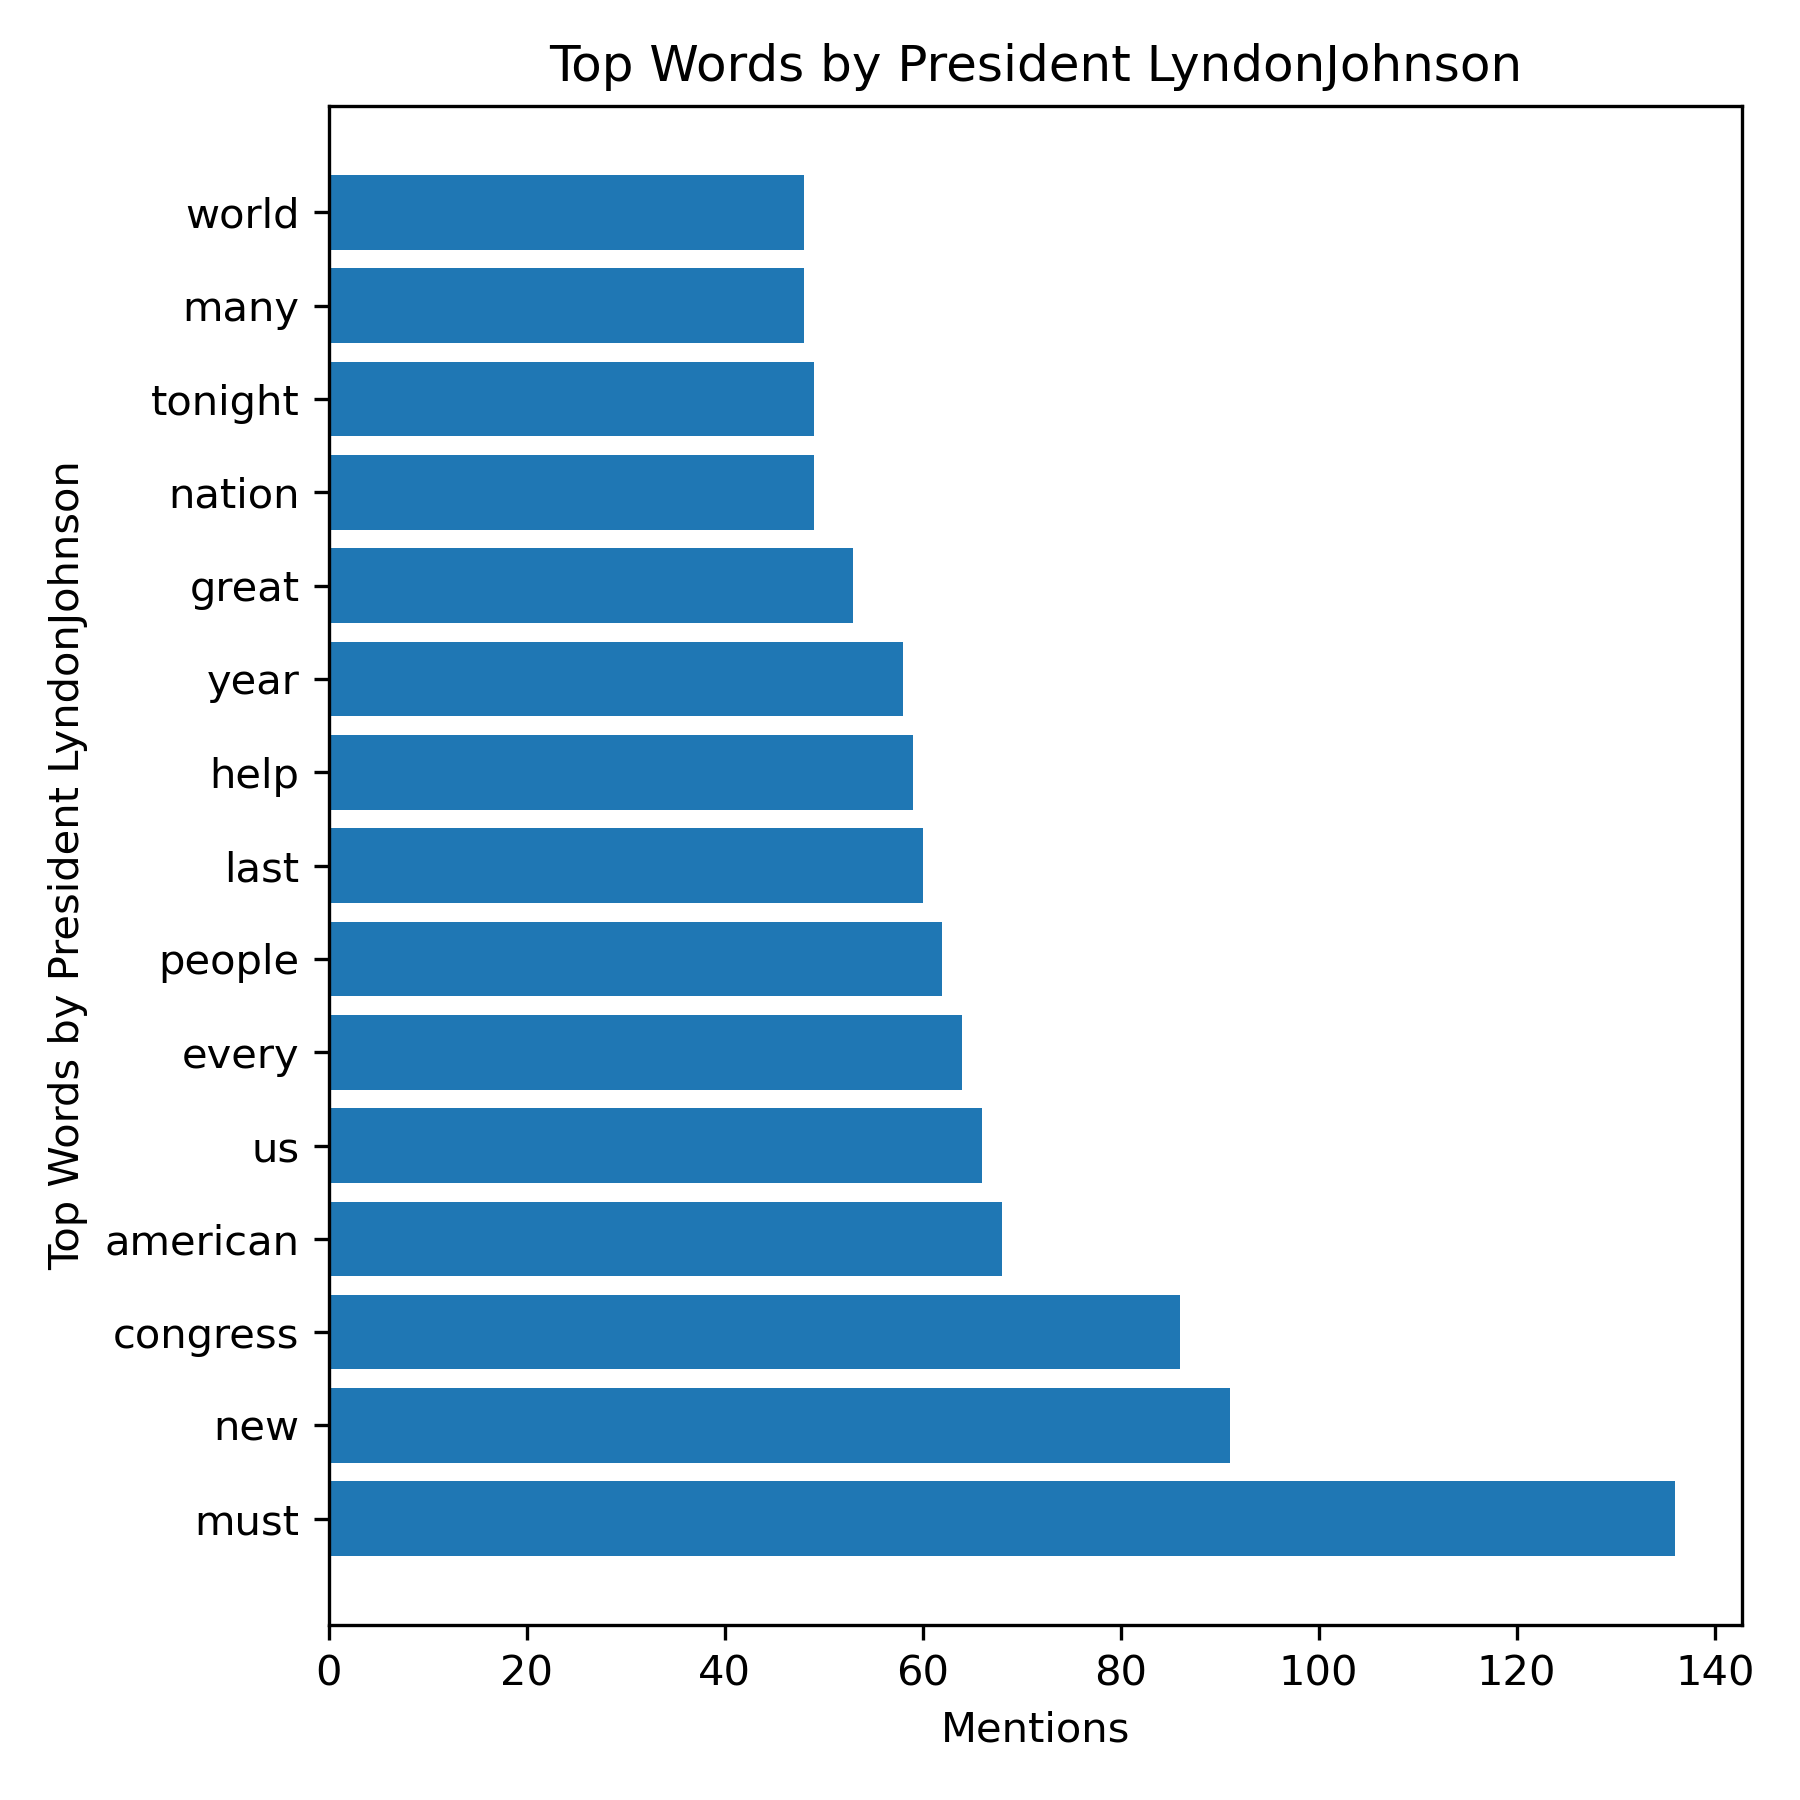 Top Words by President LyndonJohnson
Top Words by President LyndonJohnson
world
many
tonight
nation
great
year
help
last
people
every
us
american
congress
new
must
0 20 40 60 80 100 120 140
Mentions